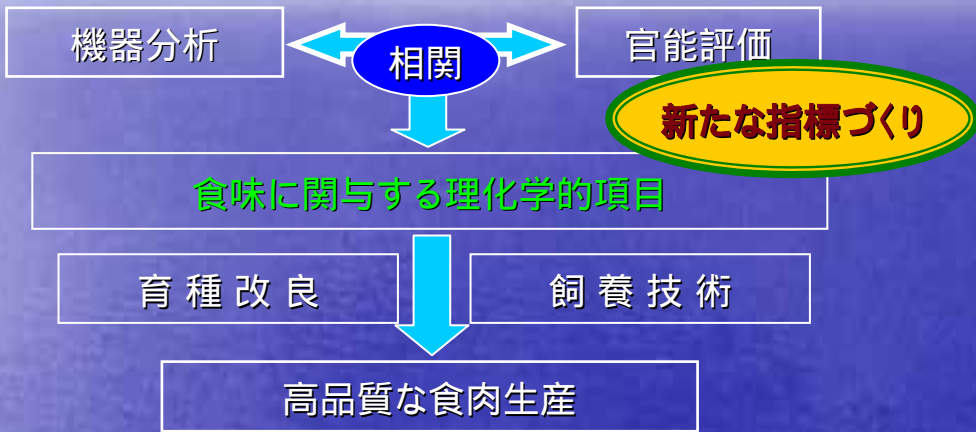 機器分析
相関
官能評価
新たな指標づくり
食味に関与する理化学的項目
育種改良
飼養技術
高品質な食肉生産